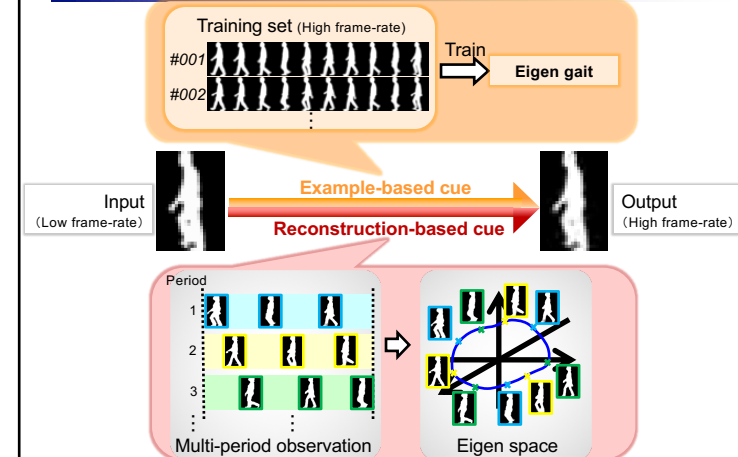 Training set (High frame-rate)
#001
#002
⋮
Train
Eigen gait
Input
（Low frame-rate）
Example-based cue
Reconstruction-based cue
Output
（High frame-rate）
Period
1
2
3
⋮
⋮
Multi-period observation
Eigen space